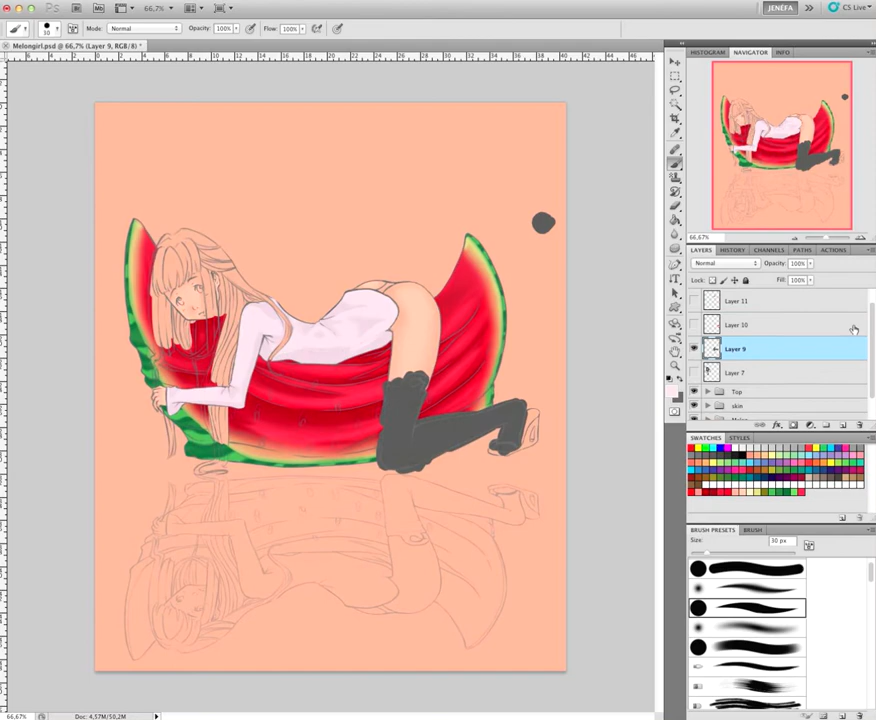 Ps Br Mb 66,7% JENÉFA CS Live
30 Mode: Normal Opacity: 100% Flow: 100%
Melongirl.psd @ 66,7% (Layer 9, RGB/8) *
HISTOGRAM NAVIGATOR INFO
66,67%
LAYERS HISTORY CHANNELS PATHS ACTIONS
Normal Opacity: 100%
Lock: Fill: 100%
Layer 11
Layer 10
Layer 9
Layer 7
Top
skin
SWATCHES STYLES
BRUSH PRESETS BRUSH
Size: 30 px
66,67% Doc: 4,57M/50,2M